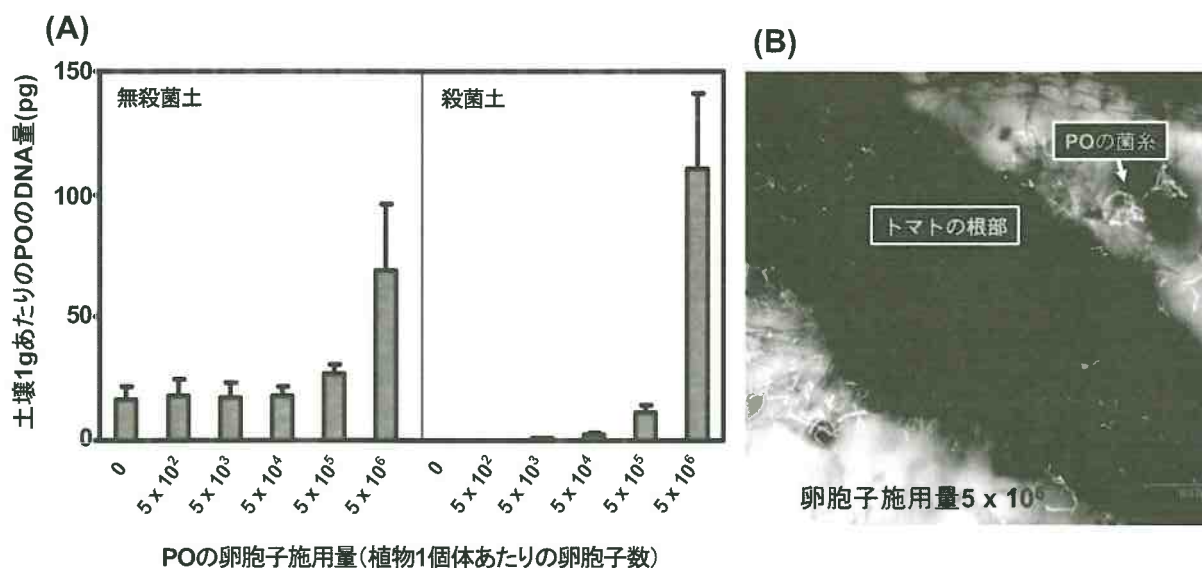 (A)
土壌1gあたりのPOのDNA量(pg)
150
100
50
0
無殺菌土
殺菌土
0
5 x 10²
5 x 10³
5 x 10⁴
5 x 10⁵
5 x 10⁶
0
5 x 10²
5 x 10³
5 x 10⁴
5 x 10⁵
5 x 10⁶
POの卵胞子施用量(植物1個体あたりの卵胞子数)
(B)
POの菌糸
トマトの根部
卵胞子施用量5 x 10⁶